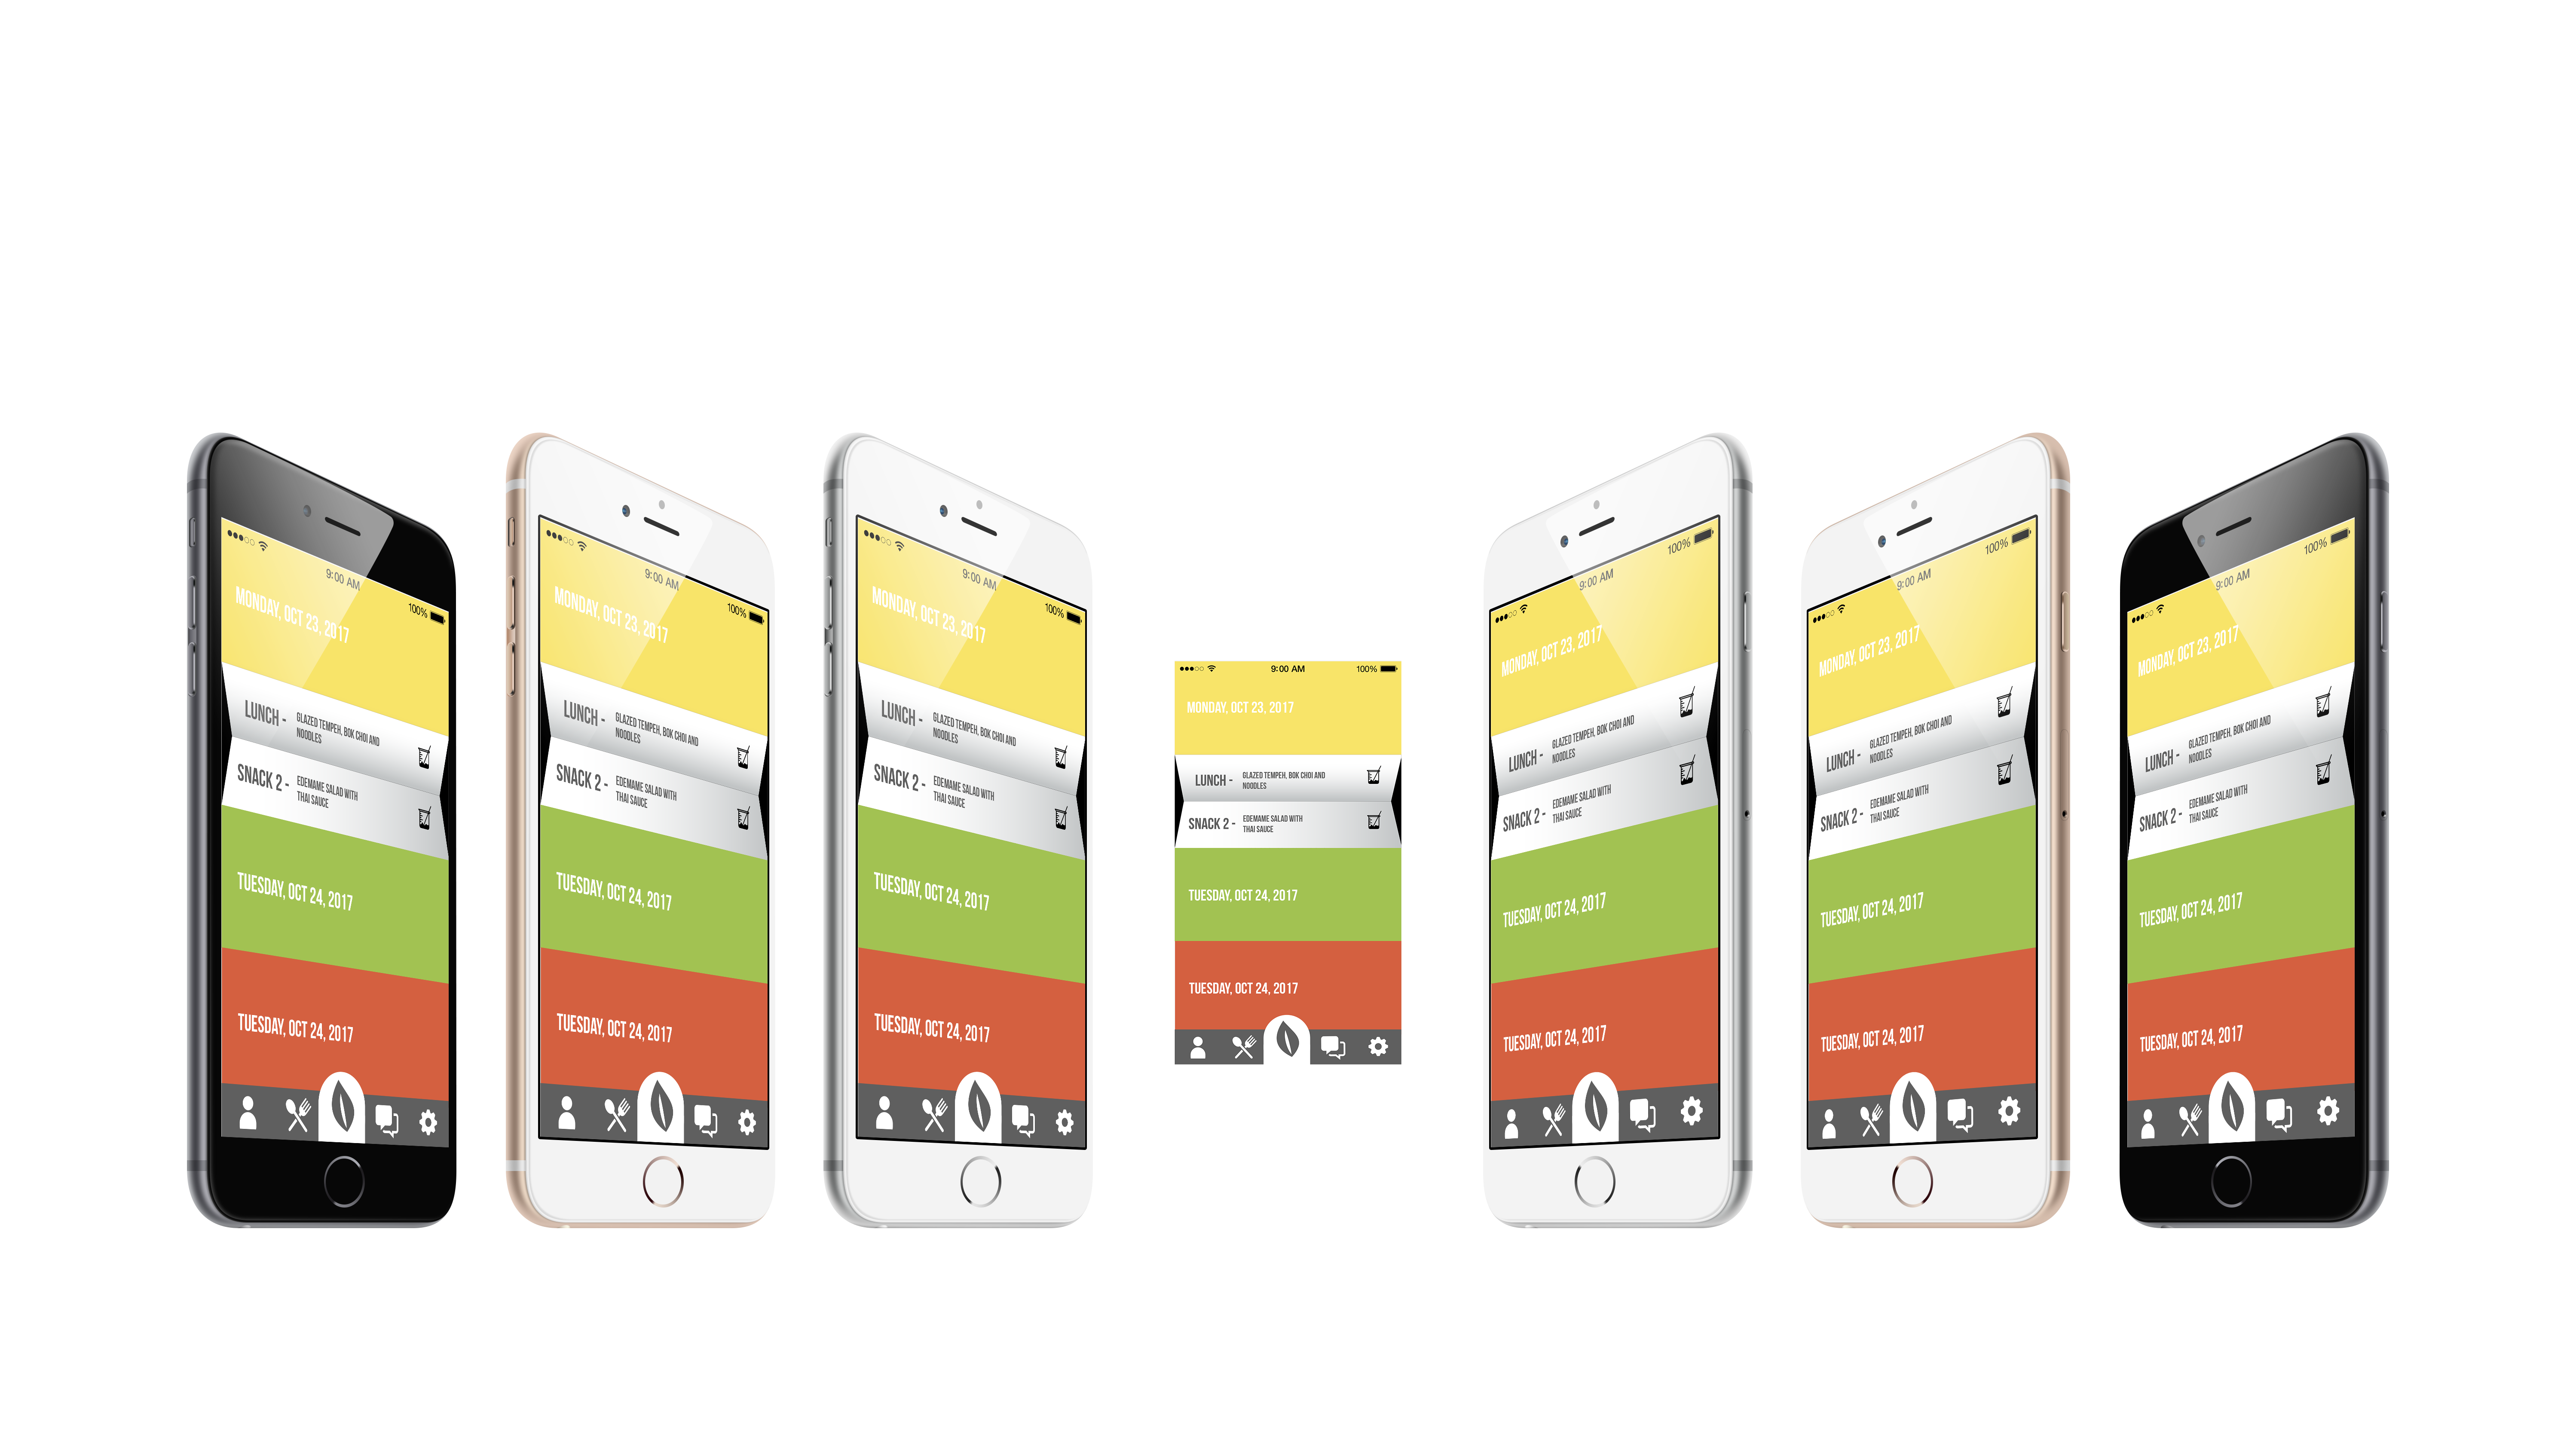 9:00 AM
100%
MONDAY, OCT 23, 2017
LUNCH - GLAZED TEMPEH, BOK CHOI AND
NOODLES
SNACK 2 - EDEMAME SALAD WITH
THAI SAUCE
TUESDAY, OCT 24, 2017
TUESDAY, OCT 24, 2017
9:00 AM
100%
MONDAY, OCT 23, 2017
LUNCH - GLAZED TEMPEH, BOK CHOI AND
NOODLES
SNACK 2 - EDEMAME SALAD WITH
THAI SAUCE
TUESDAY, OCT 24, 2017
TUESDAY, OCT 24, 2017
9:00 AM
100%
MONDAY, OCT 23, 2017
LUNCH - GLAZED TEMPEH, BOK CHOI AND
NOODLES
SNACK 2 - EDEMAME SALAD WITH
THAI SAUCE
TUESDAY, OCT 24, 2017
TUESDAY, OCT 24, 2017
9:00 AM 100%
MONDAY, OCT 23, 2017
LUNCH - GLAZED TEMPEH, BOK CHOI AND
NOODLES
SNACK 2 - EDEMAME SALAD WITH
THAI SAUCE
TUESDAY, OCT 24, 2017
TUESDAY, OCT 24, 2017
100%
9:00 AM
MONDAY, OCT 23, 2017
LUNCH - GLAZED TEMPEH, BOK CHOI AND
NOODLES
SNACK 2 - EDEMAME SALAD WITH
THAI SAUCE
TUESDAY, OCT 24, 2017
TUESDAY, OCT 24, 2017
100%
9:00 AM
MONDAY, OCT 23, 2017
LUNCH - GLAZED TEMPEH, BOK CHOI AND
NOODLES
SNACK 2 - EDEMAME SALAD WITH
THAI SAUCE
TUESDAY, OCT 24, 2017
TUESDAY, OCT 24, 2017
100%
9:00 AM
MONDAY, OCT 23, 2017
LUNCH - GLAZED TEMPEH, BOK CHOI AND
NOODLES
SNACK 2 - EDEMAME SALAD WITH
THAI SAUCE
TUESDAY, OCT 24, 2017
TUESDAY, OCT 24, 2017